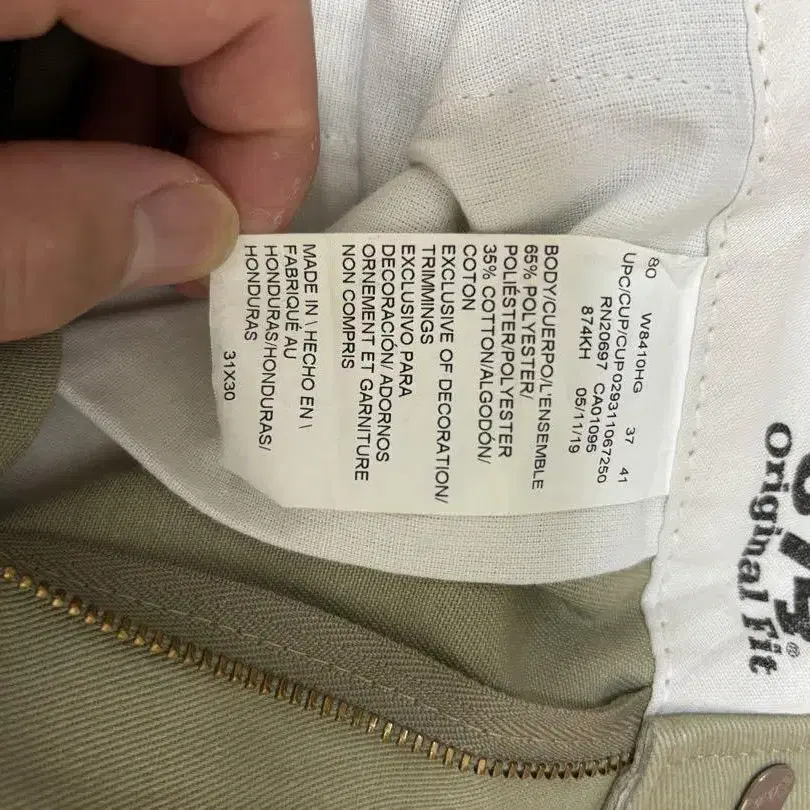 80 W8410HG 37 41
UPC/CUP/CUP 029311067250
RN20697 CA01095
874KH 05/11/19
BODY/CUERPO/L'ENSEMBLE
65% POLYESTER/
POLIÉSTER/POLYESTER
35% COTTON/ALGODÓN/
COTON
EXCLUSIVE OF DECORATION/
TRIMMINGS
EXCLUSIVO PARA
DECORACIÓN/ ADORNOS
ORNEMENT ET GARNITURE
NON COMPRIS
MADE IN \ HECHO EN \
FABRIQUÉ AU
HONDURAS/HONDURAS/
HONDURAS
31X30
874
Original Fit®